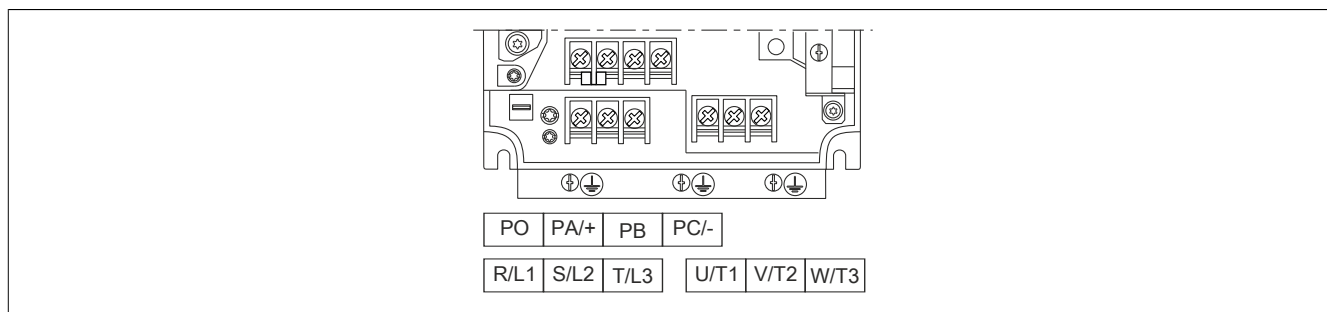 PO PA/+ PB PC/-
R/L1 S/L2 T/L3 U/T1 V/T2 W/T3